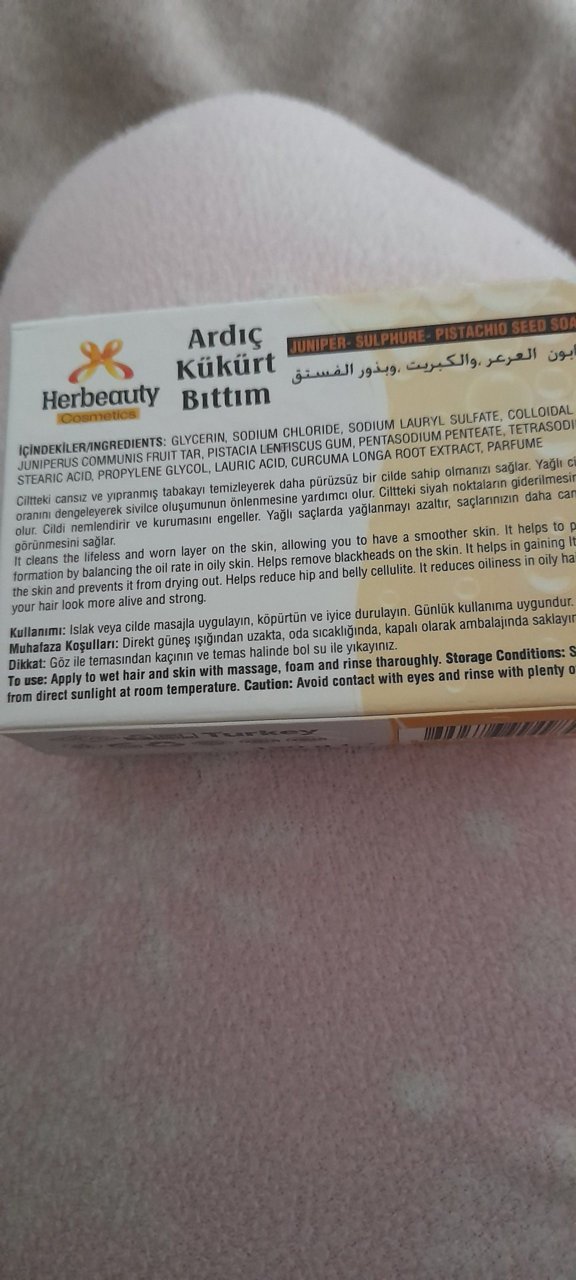 Herbeauty
Cosmetics
Ardıç
Kükürt
Bıttım
JUNIPER- SULPHURE- PISTACHIO SEED
العرعر ,والكبريت ,وبذور الفستق
İÇİNDEKİLER/INGREDIENTS: GLYCERIN, SODIUM CHLORIDE, SODIUM LAURYL SULFATE, COLLOIDAL
JUNIPERUS COMMUNIS FRUIT TAR, PISTACIA LENTISCUS GUM, PENTASODIUM PENTEATE,
STEARIC ACID, PROPYLENE GLYCOL, LAURIC ACID, CURCUMA LONGA ROOT EXTRACT, PARFUME
Ciltteki cansız ve yıpranmış tabakayı temizleyerek daha pürüzsüz bir cilde sahip olmanızı sağlar. Yağlı
oranını dengeleyerek sivilce oluşumunun önlenmesine yardımcı olur. Ciltteki siyah noktaların
olur. Cildi nemlendirir ve kurumasını engeller. Yağlı saçlarda yağlanmayı azaltır, saçlarınızın daha
görünmesini sağlar.
It cleans the lifeless and worn layer on the skin, allowing you to have a smoother skin. It helps to
formation by balancing the oil rate in oily skin. Helps remove blackheads on the skin. It helps in gaining
the skin and prevents it from drying out. Helps reduce hip and belly cellulite. It reduces oiliness in oily
your hair look more alive and strong.
Kullanımı: Islak veya cilde masajla uygulayın, köpürtün ve iyice durulayın. Günlük kullanıma uygundur.
Muhafaza Koşulları: Direkt güneş ışığından uzakta, oda sıcaklığında, kapalı olarak ambalajında
Dikkat: Göz ile temasından kaçının ve temas halinde bol su ile yıkayınız.
To use: Apply to wet hair and skin with massage, foam and rinse tharoughly. Storage Conditions:
from direct sunlight at room temperature. Caution: Avoid contact with eyes and rinse with plenty
Turkey